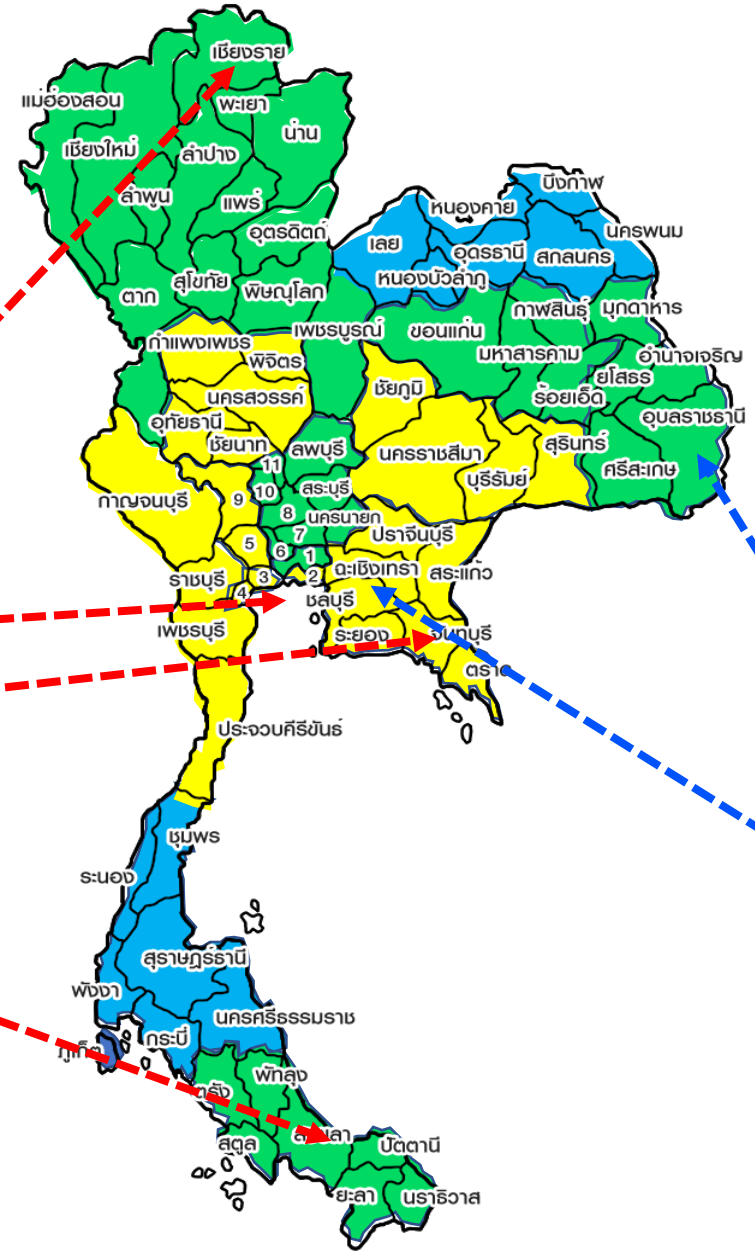 เชียงราย
แม่ฮ่องสอน
พะเยา
น่าน
เชียงใหม่
ลำปาง
ลำพูน
แพร่
อุตรดิตถ์
สุโขทัย
ตาก
พิษณุโลก
บึงกาฬ
หนองคาย
นครพนม
เลย
อุดรธานี
สกลนคร
หนองบัวลำภู
กาฬสินธุ์
มุกดาหาร
เพชรบูรณ์
ขอนแก่น
กำแพงเพชร
พิจิตร
มหาสารคาม
อำนาจเจริญ
ยโสธร
ชัยภูมิ
ร้อยเอ็ด
นครสวรรค์
อุบลราชธานี
อุทัยธานี
ชัยนาท
ลพบุรี
นครราชสีมา
สุรินทร์
บุรีรัมย์
ศรีสะเกษ
11
10
สระบุรี
กาญจนบุรี
9
8
นครนายก
7
ปราจีนบุรี
5
6
1
ฉะเชิงเทรา
สระแก้ว
ราชบุรี
3
2
4
ชลบุรี
เพชรบุรี
ระยอง
จันทบุรี
ตราด
ประจวบคีรีขันธ์
ชุมพร
ระนอง
สุราษฎร์ธานี
พังงา
นครศรีธรรมราช
กระบี่
ภูเก็ต
พัทลุง
ตรัง
สตูล
ปัตตานี
ยะลา
นราธิวาส